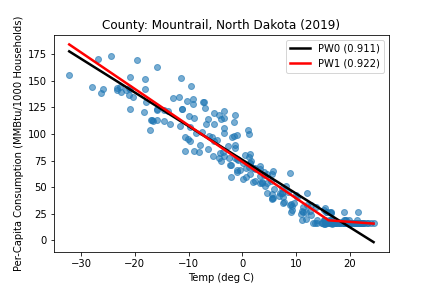 County: Mountrail, North Dakota (2019)
PW0 (0.911)
PW1 (0.922)
Per-Capita Consumption (MMBtu/1000 Households)
175
150
125
100
75
50
25
0
−30 −20 −10 0 10 20
Temp (deg C)